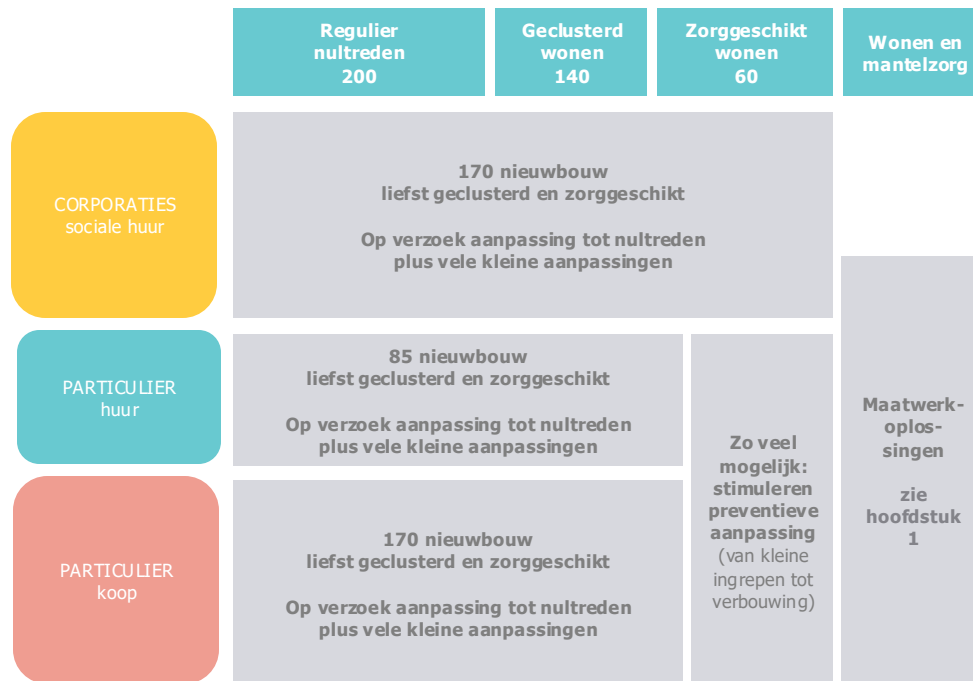 Regulier
nultreden
200
Geclusterd
wonen
140
Zorggeschikt
wonen
60
Wonen en
mantelzorg
CORPORATIES
sociale huur
170 nieuwbouw
liefst geclusterd en zorggeschikt
Op verzoek aanpassing tot nultreden
plus vele kleine aanpassingen
PARTICULIER
huur
85 nieuwbouw
liefst geclusterd en zorggeschikt
Op verzoek aanpassing tot nultreden
plus vele kleine aanpassingen
PARTICULIER
koop
170 nieuwbouw
liefst geclusterd en zorggeschikt
Op verzoek aanpassing tot nultreden
plus vele kleine aanpassingen
Zo veel
mogelijk:
stimuleren
preventieve
aanpassing
(van kleine
ingrepen tot
verbouwing)
Maatwerk-
oplos-
singen
zie
hoofdstuk
1